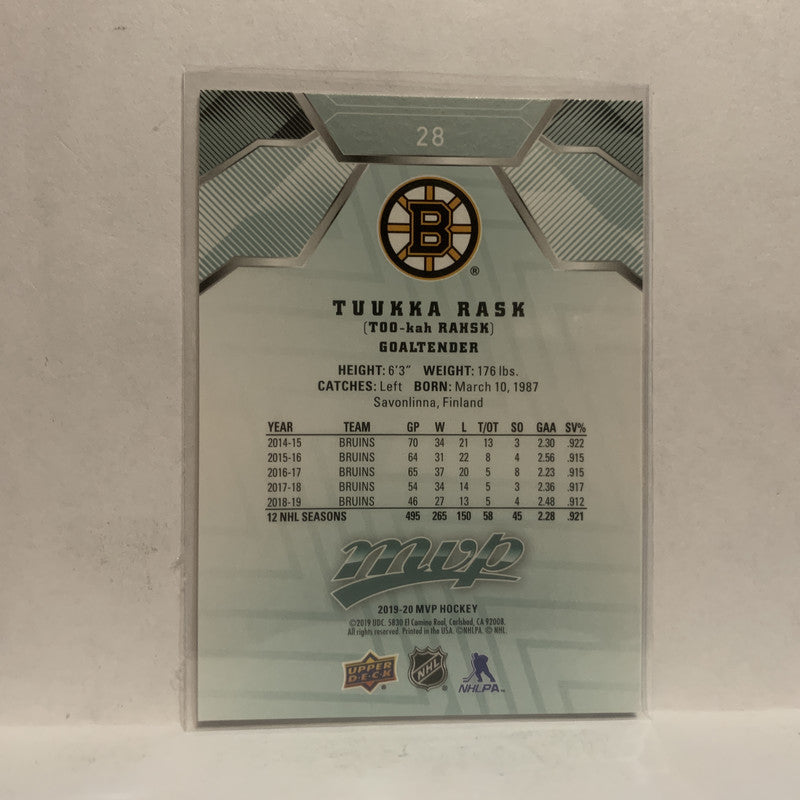 28
B
®
TUUKKA RASK
(TOO-kah RAHSK)
GOALTENDER
HEIGHT: 6'3" WEIGHT: 176 lbs.
CATCHES: Left BORN: March 10, 1987
Savonlinna, Finland
YEAR TEAM GP W L T/OT SO GAA SV%
2014-15 BRUINS 70 34 21 13 3 2.30 .922
2015-16 BRUINS 64 31 22 8 4 2.56 .915
2016-17 BRUINS 65 37 20 5 8 2.23 .915
2017-18 BRUINS 54 34 14 5 3 2.36 .917
2018-19 BRUINS 46 27 13 5 4 2.48 .912
12 NHL SEASONS 495 265 150 58 45 2.28 .921
mvp
2019-20 MVP HOCKEY
©2019 UDC. 5830 El Camino Real, Carlsbad, CA 92008.
All rights reserved. Printed in the USA. ©NHLPA. © NHL.
UPPER DECK NHL NHLPA™